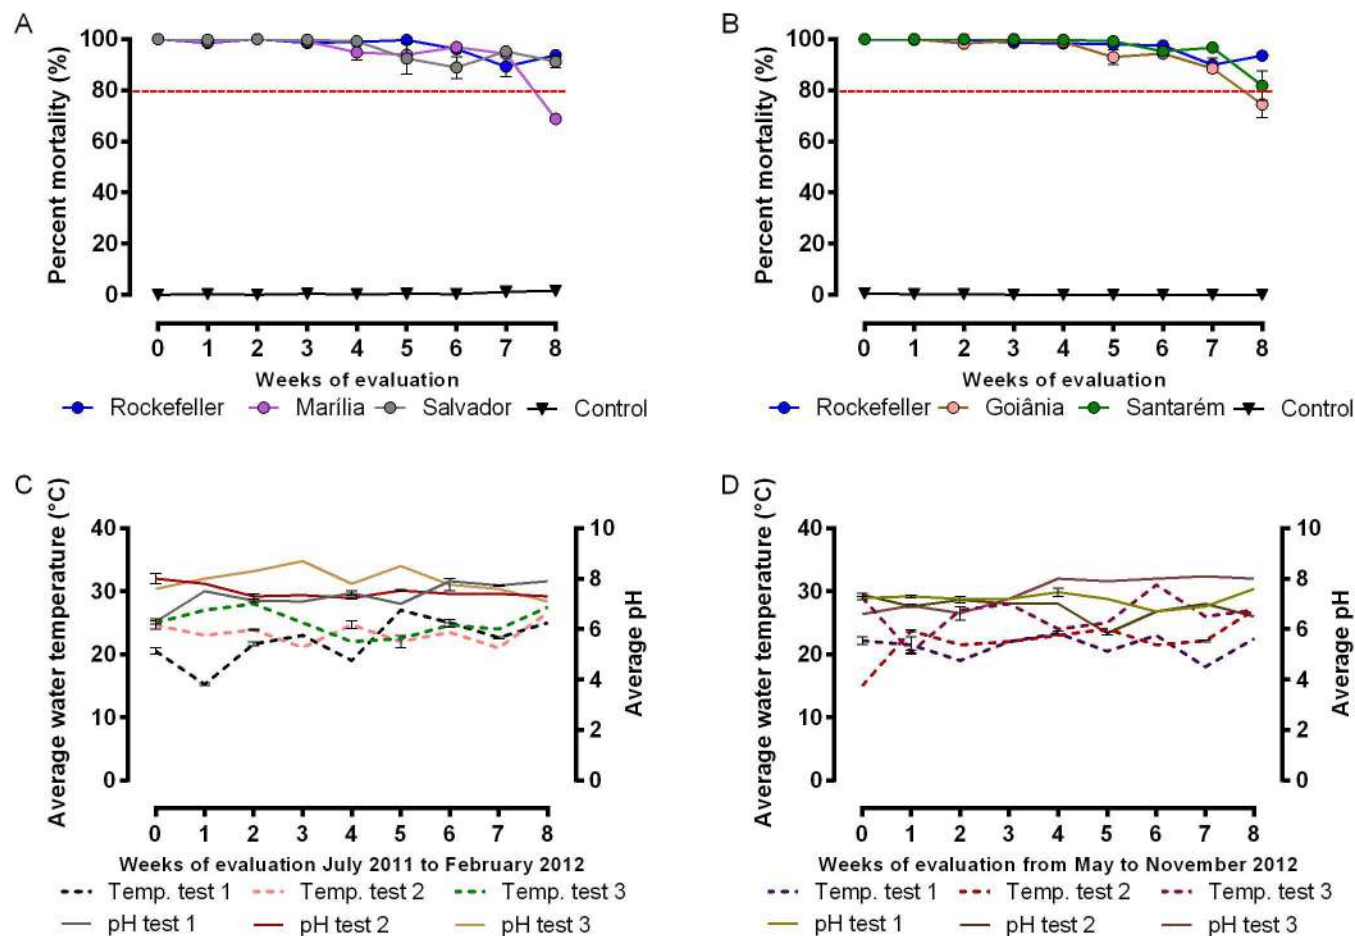 A
Percent mortality (%)
100
80
60
40
20
0
0 1 2 3 4 5 6 7 8
Weeks of evaluation
Rockefeller Marília Salvador Control
B
Percent mortality (%)
100
80
60
40
20
0
0 1 2 3 4 5 6 7 8
Weeks of evaluation
Rockefeller Goiânia Santarém Control
C
Average water temperature (°C)
40
30
20
10
0
10
8
6
4
2
0
Average pH
0 1 2 3 4 5 6 7 8
Weeks of evaluation July 2011 to February 2012
Temp. test 1 Temp. test 2 Temp. test 3
pH test 1 pH test 2 pH test 3
D
Average water temperature (°C)
40
30
20
10
0
10
8
6
4
2
0
Average pH
0 1 2 3 4 5 6 7 8
Weeks of evaluation from May to November 2012
Temp. test 1 Temp. test 2 Temp. test 3
pH test 1 pH test 2 pH test 3